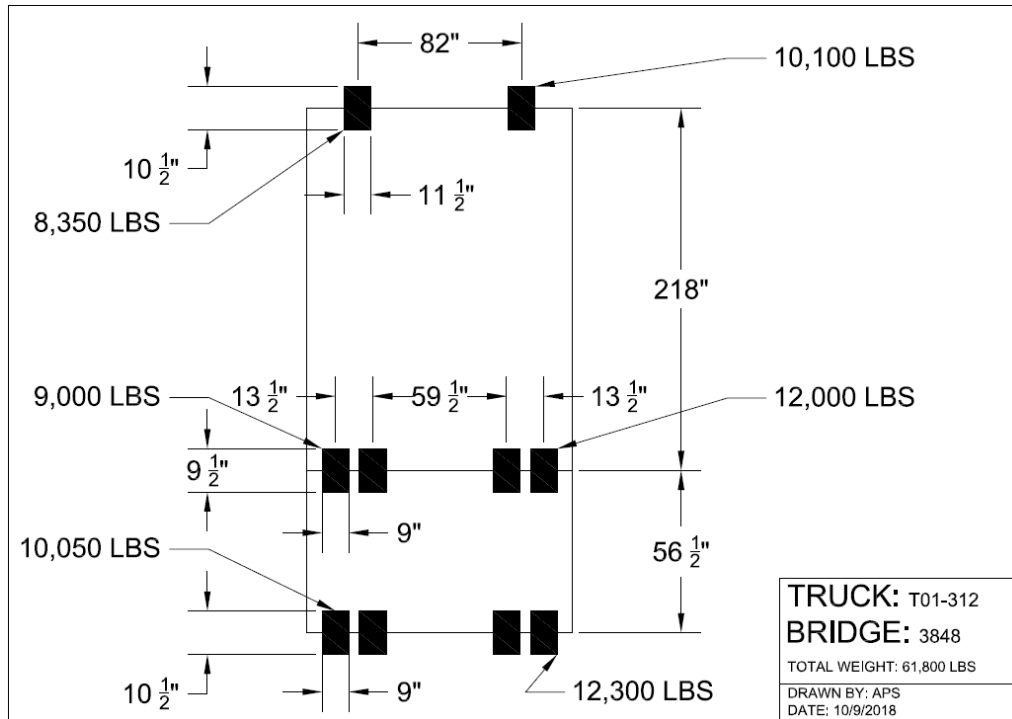 82"
10,100 LBS
10 1/2"
11 1/2"
8,350 LBS
218"
9,000 LBS
13 1/2"
59 1/2"
13 1/2"
12,000 LBS
9 1/2"
9"
10,050 LBS
56 1/2"
10 1/2"
9"
12,300 LBS
TRUCK: T01-312
BRIDGE: 3848
TOTAL WEIGHT: 61,800 LBS
DRAWN BY: APS
DATE: 10/9/2018